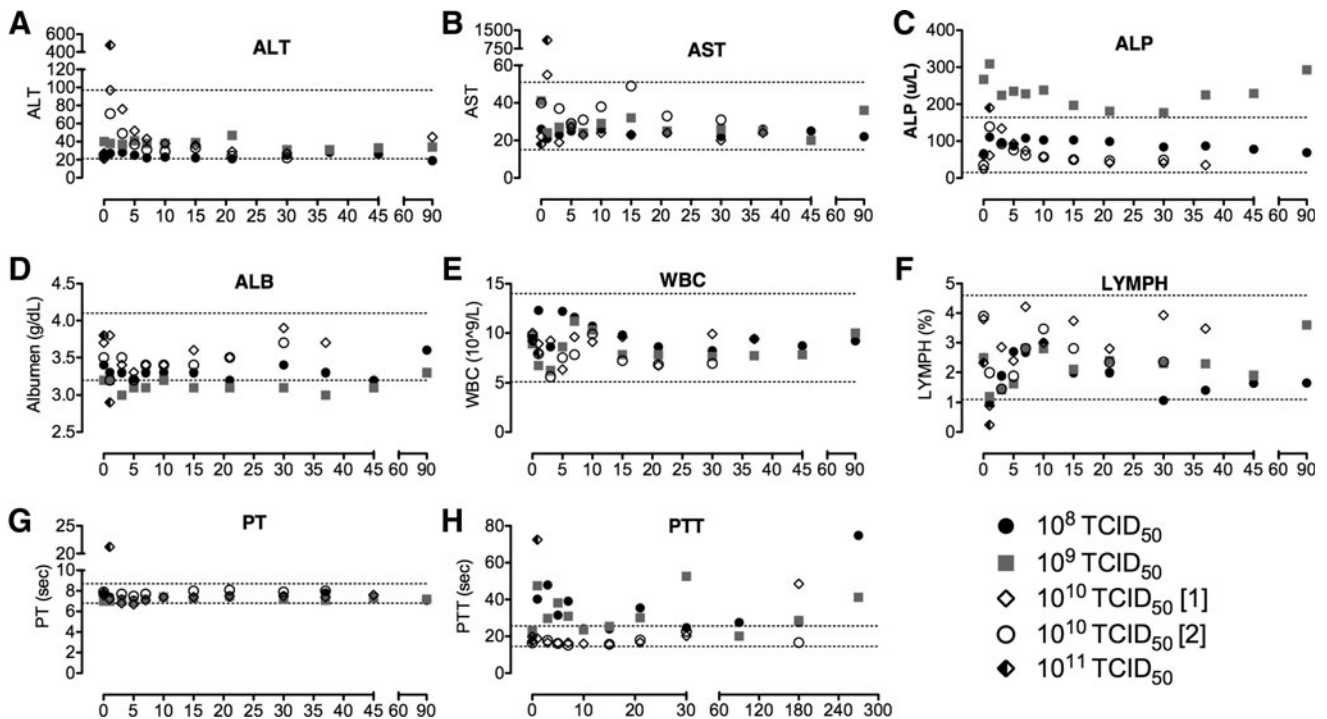 A
ALT
600
400
120
100
80
60
40
20
0
ALT
0 5 10 15 20 25 30 35 40 45 60 90
B
AST
1500
750
60
40
20
0
AST
0 5 10 15 20 25 30 35 40 45 60 90
C
ALP
400
300
200
100
0
ALP (u/L)
0 5 10 15 20 25 30 35 40 45 60 90
D
ALB
4.5
4.0
3.5
3.0
2.5
Albumen (g/dL)
0 5 10 15 20 25 30 35 40 45 60 90
E
WBC
15
10
5
0
WBC (10^9/L)
0 5 10 15 20 25 30 35 40 45 60 90
F
LYMPH
5
4
3
2
1
0
LYMPH (%)
0 5 10 15 20 25 30 35 40 45 60 90
G
PT
25
20
10
8
6
4
2
0
PT (sec)
0 5 10 15 20 25 30 35 40 45 60 90
H
PTT
80
60
40
20
0
PTT (sec)
0 10 20 30 60 120 180 240 300
10⁸ TCID₅₀
10⁹ TCID₅₀
10¹⁰ TCID₅₀ [1]
10¹⁰ TCID₅₀ [2]
10¹¹ TCID₅₀